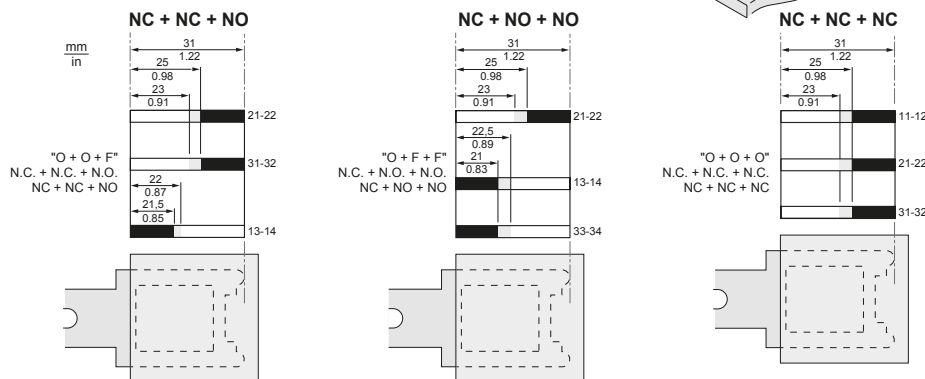 NC + NC + NO
mm
in
31
1.22
25
0.98
23
0.91
21-22
31-32
"O + O + F"
N.C. + N.C. + N.O.
NC + NC + NO
22
0.87
21,5
0.85
13-14
NC + NO + NO
31
1.22
25
0.98
23
0.91
21-22
22,5
0.89
21
0.83
"O + F + F"
N.C. + N.O. + N.O.
NC + NO + NO
13-14
33-34
NC + NC + NC
31
1.22
25
0.98
23
0.91
11-12
"O + O + O"
N.C. + N.C. + N.C.
NC + NC + NC
21-22
31-32